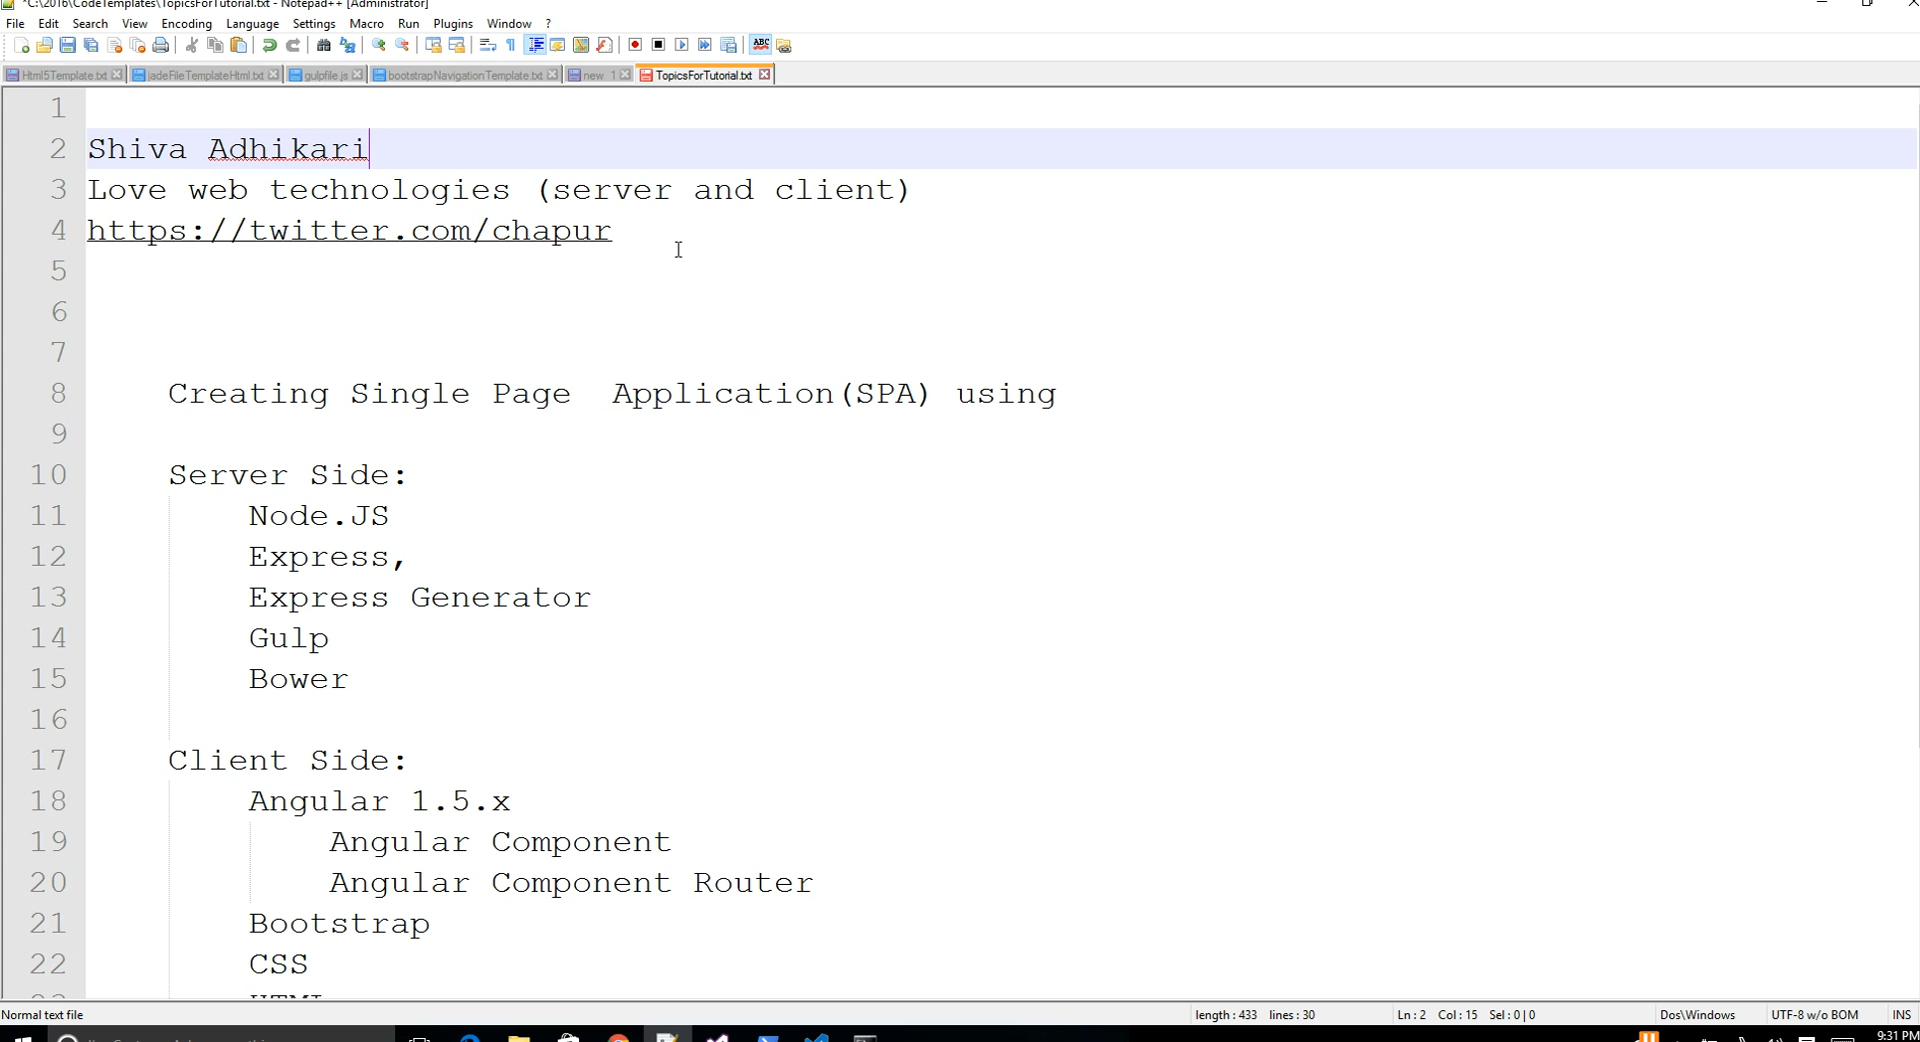 *C:\2016\CodeTemplates\TopicsForTutorial.txt - Notepad++ [Administrator]
File Edit Search View Encoding Language Settings Macro Run Plugins Window ?
ABC
Html5Template.txt jadeFileTemplateHtml.txt gulpfile.js bootstrapNavigationTemplate.txt new 1 TopicsForTutorial.txt
1
2 Shiva Adhikari
3 Love web technologies (server and client)
4 https://twitter.com/chapur
5
6
7
8 Creating Single Page  Application(SPA) using
9
10 Server Side:
11 Node.JS
12 Express,
13 Express Generator
14 Gulp
15 Bower
16
17 Client Side:
18 Angular 1.5.x
19 Angular Component
20 Angular Component Router
21 Bootstrap
22 CSS
Normal text file length : 433 lines : 30 Ln : 2 Col : 15 Sel : 0 | 0 Dos\Windows UTF-8 w/o BOM INS
9:31 PM